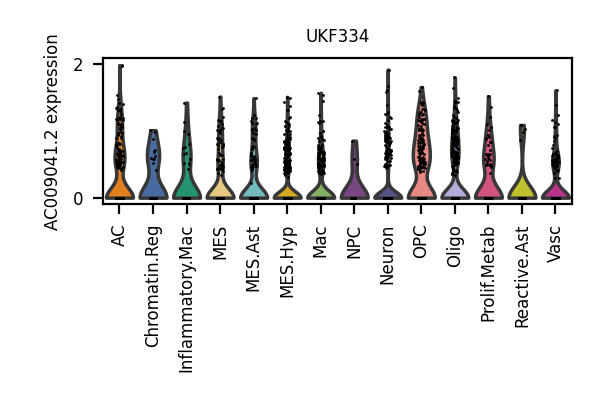 UKF334
AC009041.2 expression
2
0
AC
Chromatin.Reg
Inflammatory.Mac
MES
MES.Ast
MES.Hyp
Mac
NPC
Neuron
OPC
Oligo
Prolif.Metab
Reactive.Ast
Vasc